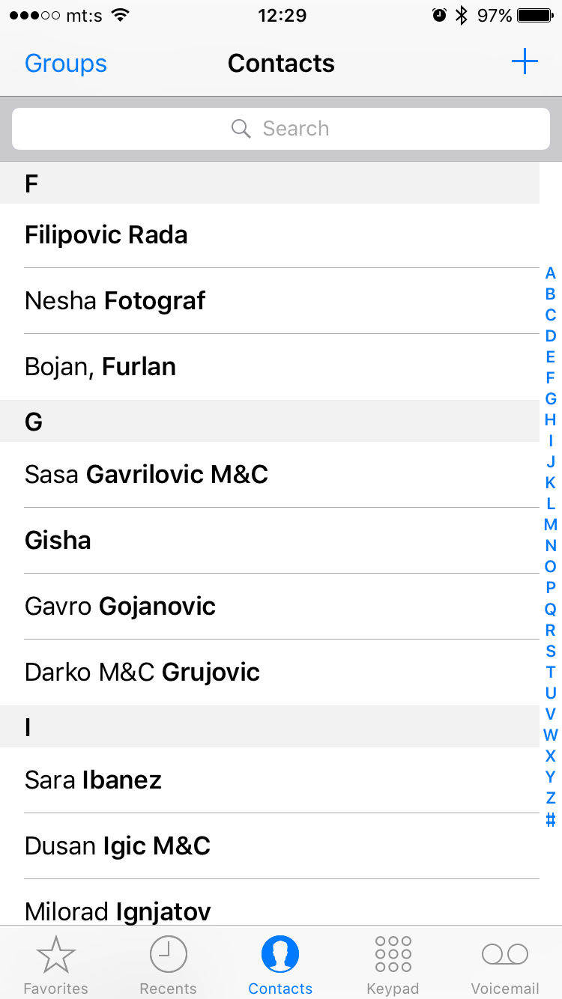 mt:s 12:29 97%
Groups Contacts +
Search
F
Filipovic Rada
Nesha Fotograf
Bojan, Furlan
G
Sasa Gavrilovic M&C
Gisha
Gavro Gojanovic
Darko M&C Grujovic
I
Sara Ibanez
Dusan Igic M&C
Milorad Ignjatov
A
B
C
D
E
F
G
H
I
J
K
L
M
N
O
P
Q
R
S
T
U
V
W
X
Y
Z
#
Favorites Recents Contacts Keypad Voicemail